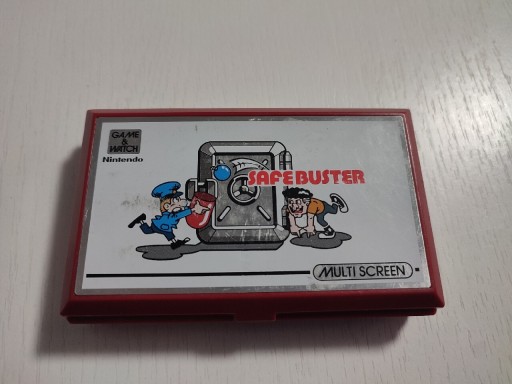 GAME
&
WATCH
Nintendo
SAFEBUSTER
MULTI SCREEN